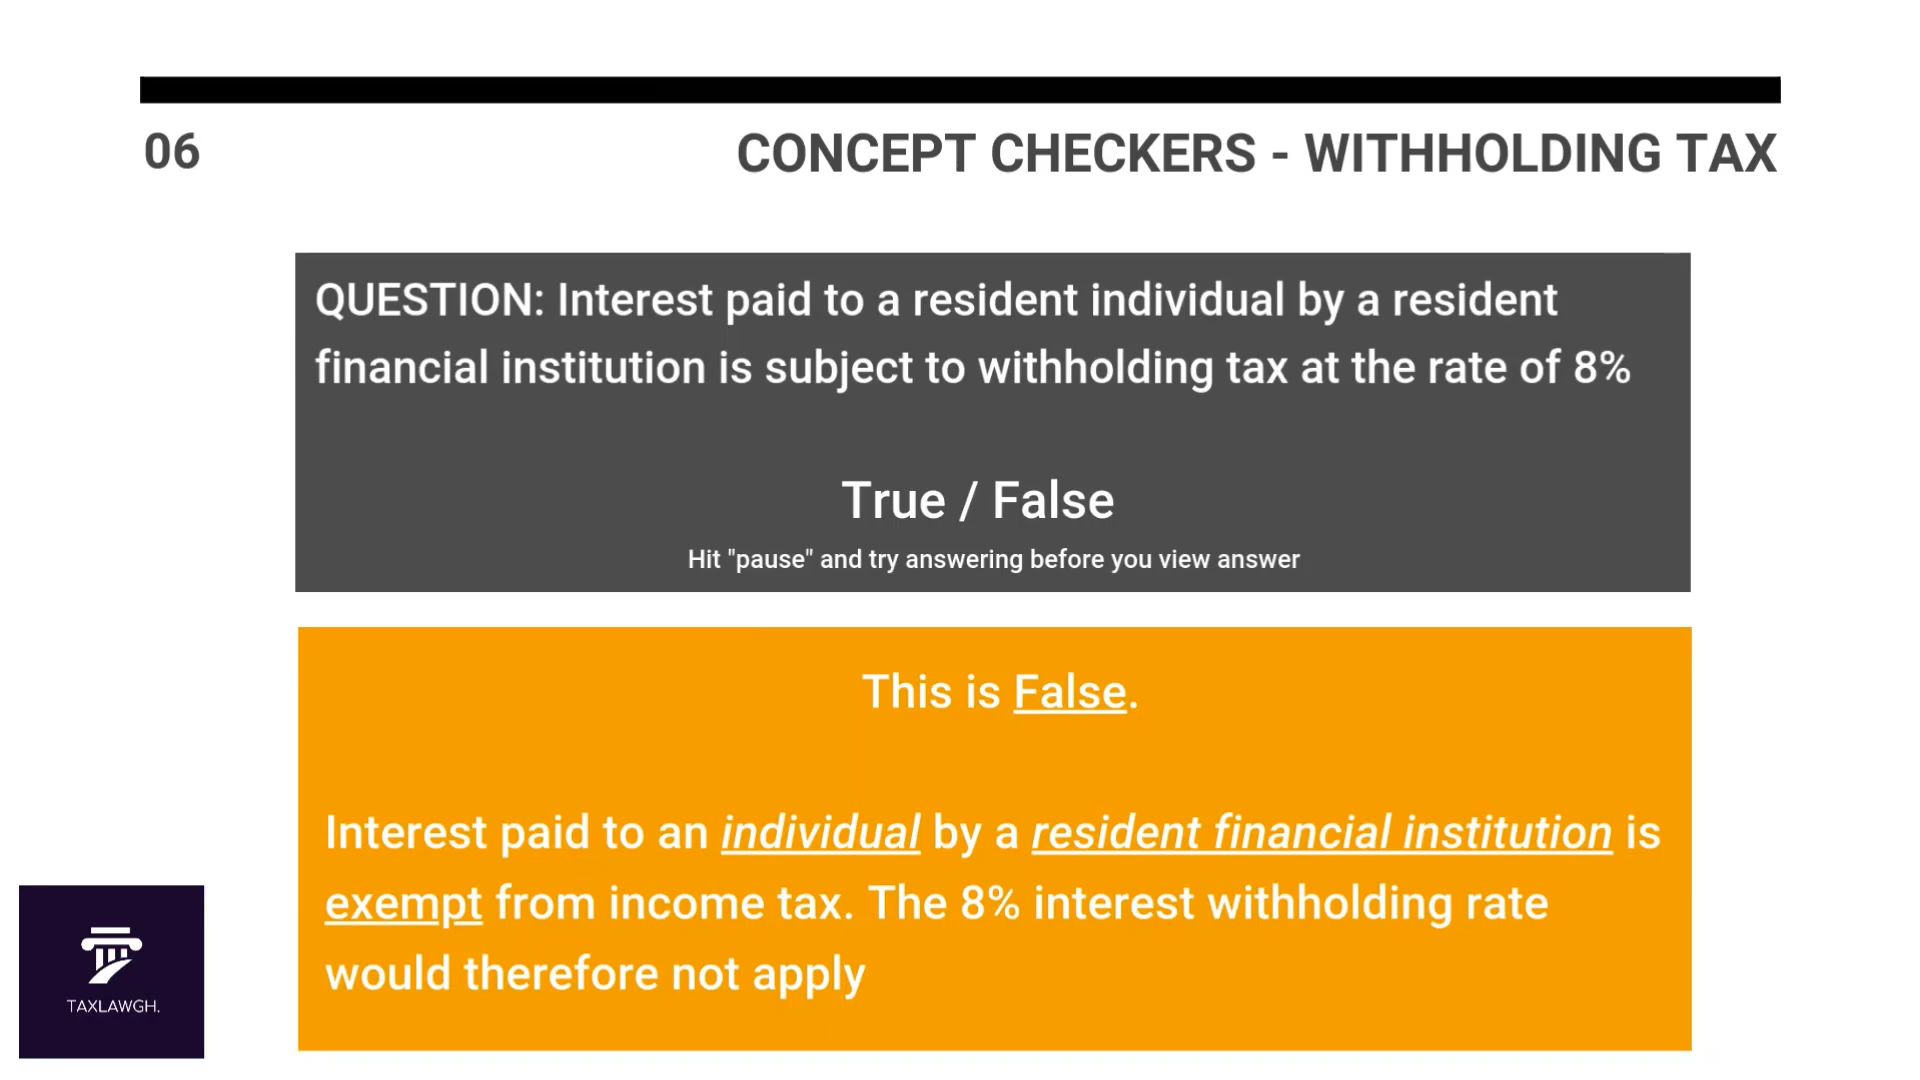 06
CONCEPT CHECKERS - WITHHOLDING TAX
QUESTION: Interest paid to a resident individual by a resident
financial institution is subject to withholding tax at the rate of 8%
True / False
Hit "pause" and try answering before you view answer
This is False.
Interest paid to an individual by a resident financial institution is
exempt from income tax. The 8% interest withholding rate
would therefore not apply
TAXLAWGH.